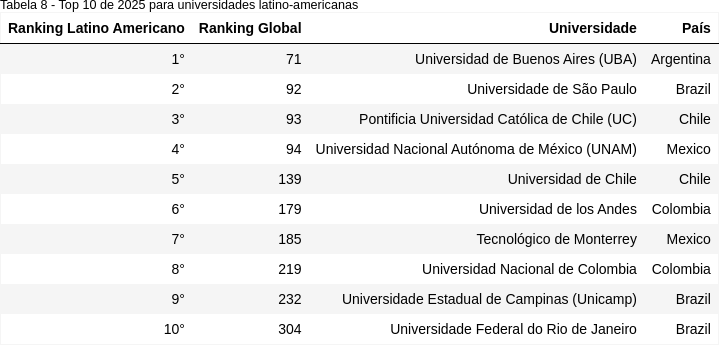 Tabela 8 - Top 10 de 2025 para universidades latino-americanas
Ranking Latino Americano Ranking Global Universidade País
1° 71 Universidad de Buenos Aires (UBA) Argentina
2° 92 Universidade de São Paulo Brazil
3° 93 Pontificia Universidad Católica de Chile (UC) Chile
4° 94 Universidad Nacional Autónoma de México (UNAM) Mexico
5° 139 Universidad de Chile Chile
6° 179 Universidad de los Andes Colombia
7° 185 Tecnológico de Monterrey Mexico
8° 219 Universidad Nacional de Colombia Colombia
9° 232 Universidade Estadual de Campinas (Unicamp) Brazil
10° 304 Universidade Federal do Rio de Janeiro Brazil